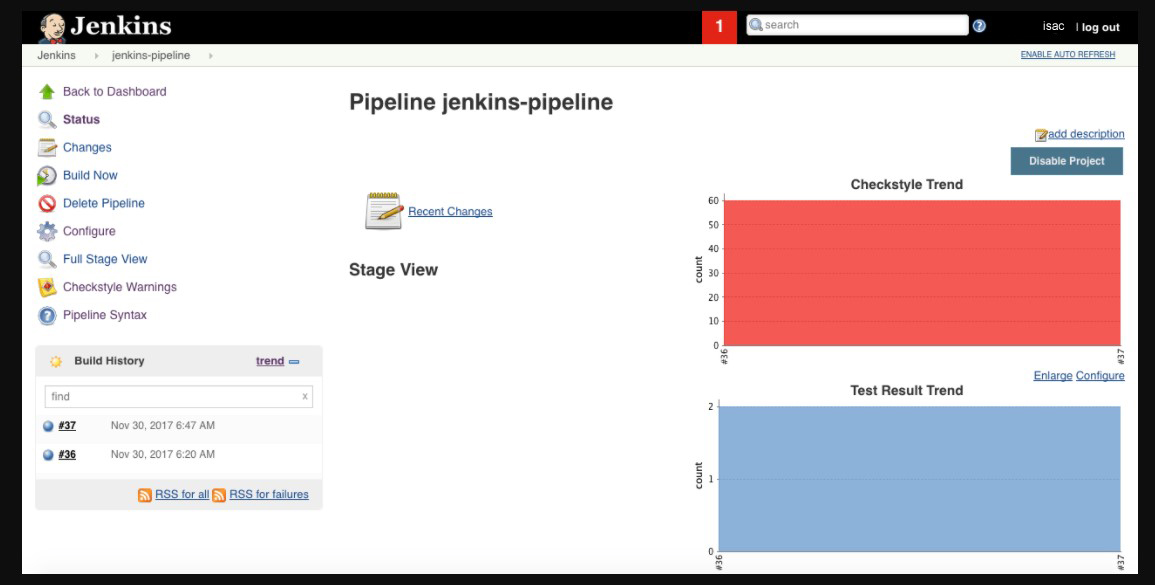 Jenkins
1
search
isac | log out
Jenkins jenkins-pipeline
ENABLE AUTO REFRESH
Back to Dashboard
Status
Changes
Build Now
Delete Pipeline
Configure
Full Stage View
Checkstyle Warnings
Pipeline Syntax
Build History trend
find x
#37 Nov 30, 2017 6:47 AM
#36 Nov 30, 2017 6:20 AM
RSS for all RSS for failures
Pipeline jenkins-pipeline
add description
Disable Project
Recent Changes
Stage View
Checkstyle Trend
60
50
40
30
20
10
0
count
#36
#37
Enlarge Configure
Test Result Trend
2
1
0
count
#36
#37